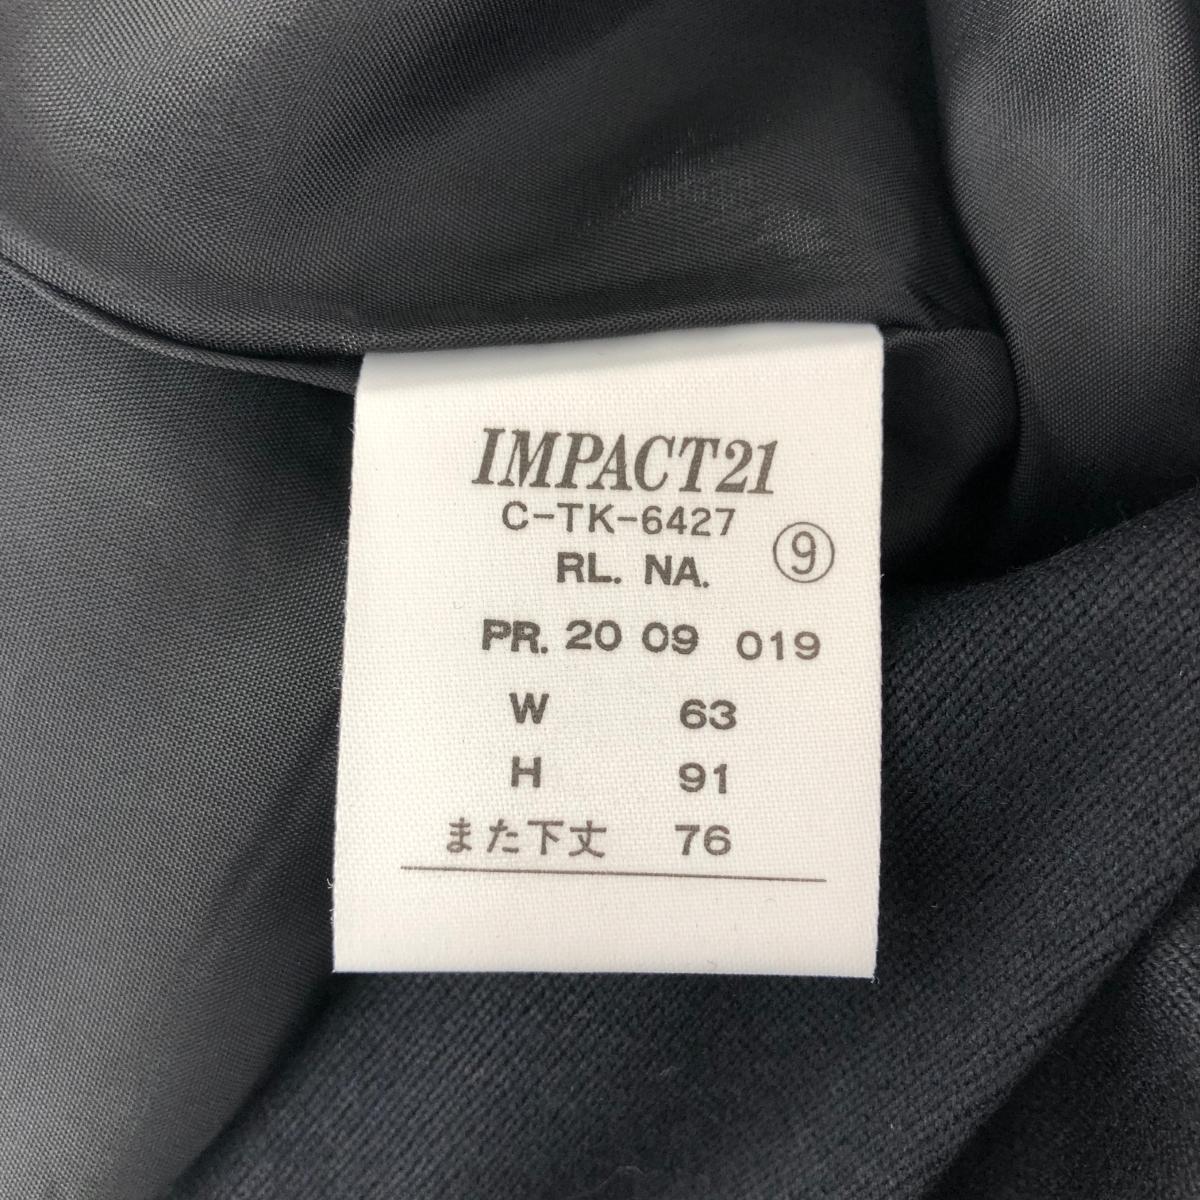 IMPACT21
C-TK-6427
RL. NA. ⑨
PR. 20 09 019
W 63
H 91
また下丈 76